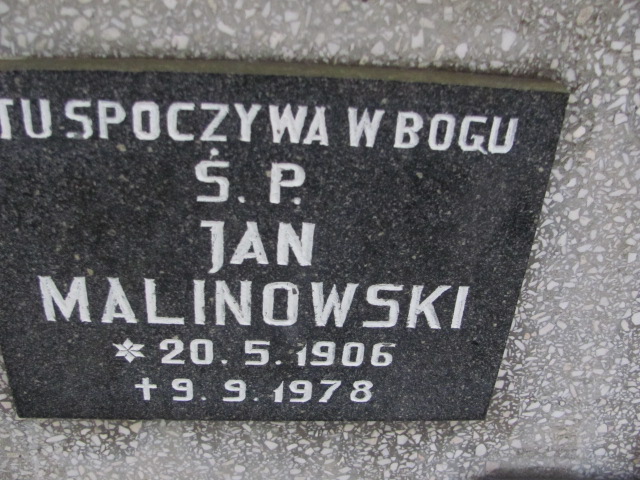 TU SPOCZYWA W BOGU
Ś. P.
JAN
MALINOWSKI
* 20. 5. 1906
† 9. 9. 1978